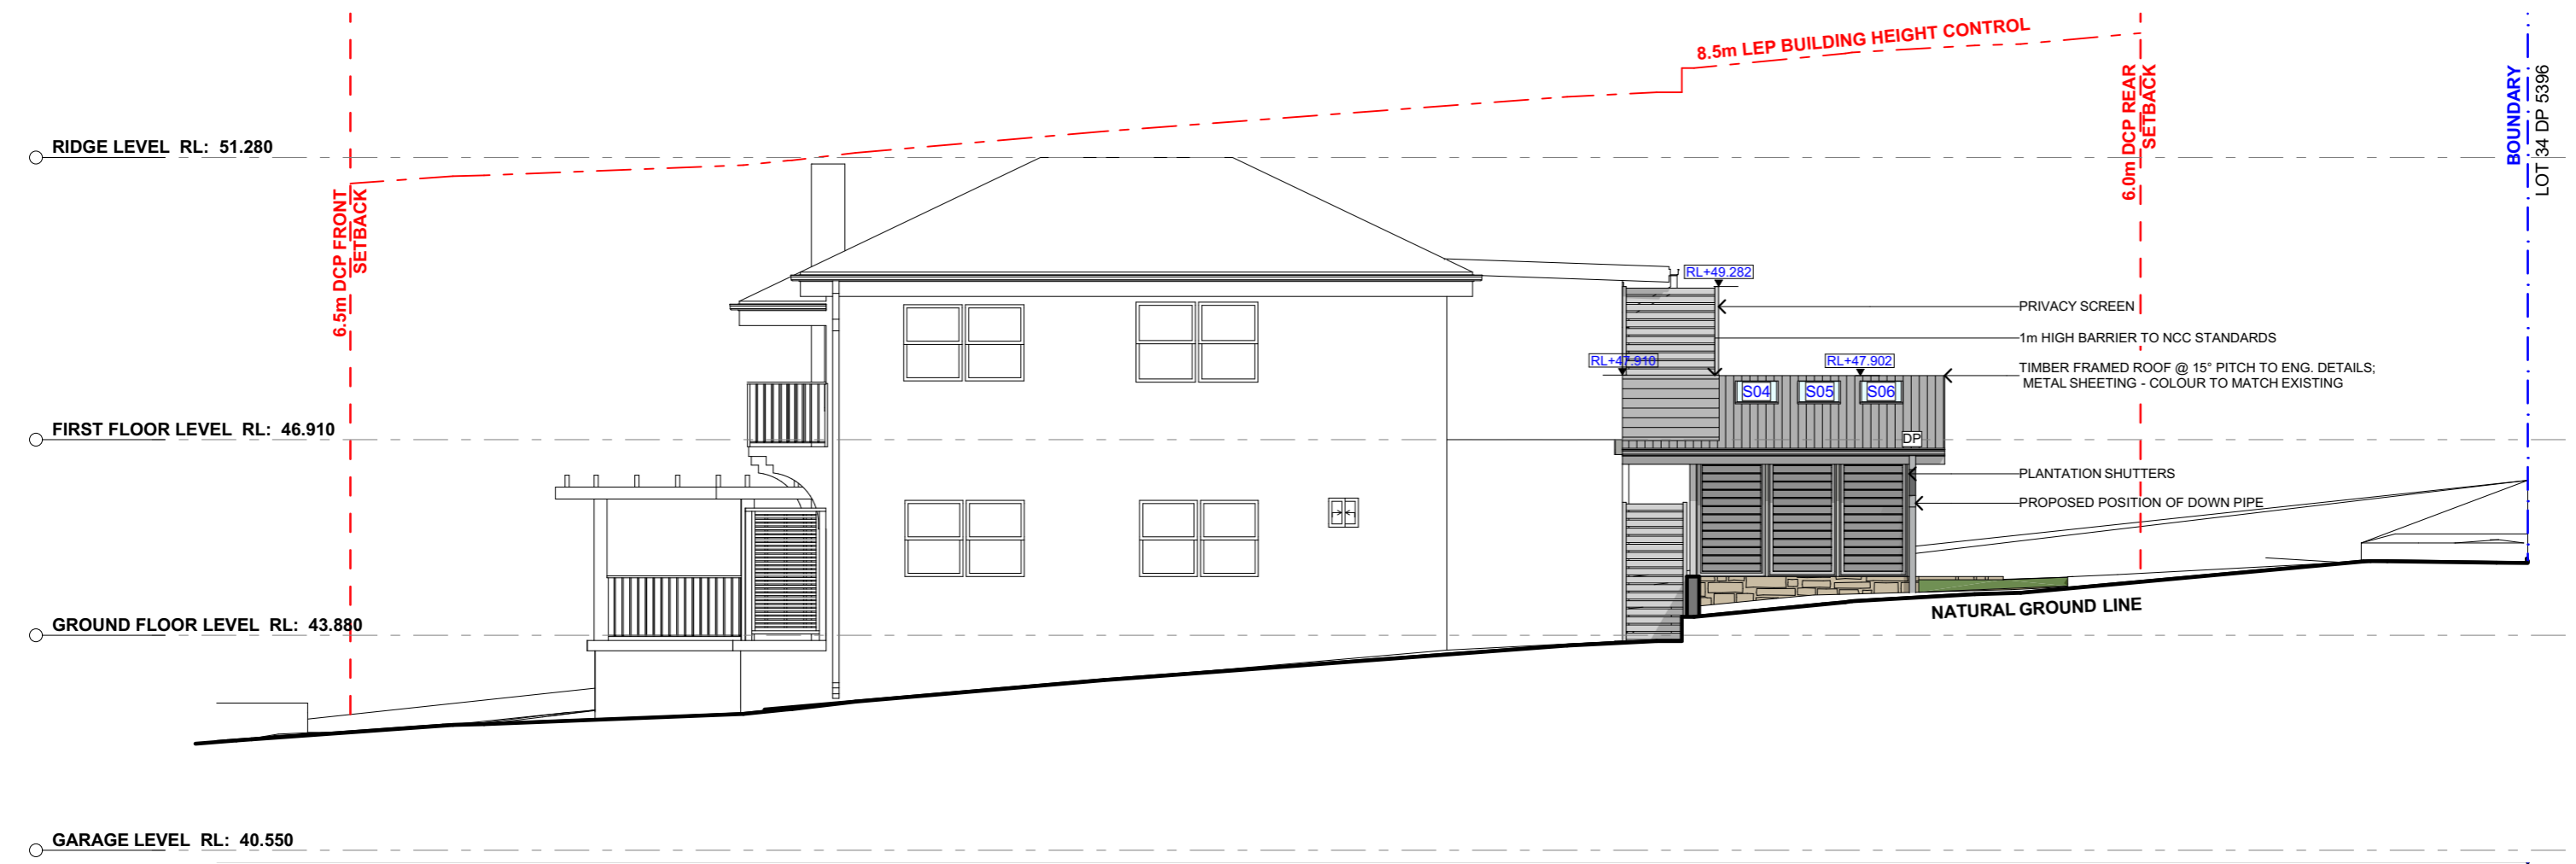 8.5m LEP BUILDING HEIGHT CONTROL
RIDGE LEVEL  RL:  51.280
6.5m DCP FRONT
SETBACK
6.0m DCP REAR
SETBACK
BOUNDARY
LOT 34 DP 5396
RL+49.282
PRIVACY SCREEN
1m HIGH BARRIER TO NCC STANDARDS
RL+47.910
RL+47.902
TIMBER FRAMED ROOF @ 15° PITCH TO ENG. DETAILS;
METAL SHEETING - COLOUR TO MATCH EXISTING
S04
S05
S06
FIRST FLOOR LEVEL  RL:  46.910
DP
PLANTATION SHUTTERS
PROPOSED POSITION OF DOWN PIPE
NATURAL GROUND LINE
GROUND FLOOR LEVEL  RL:  43.880
GARAGE LEVEL  RL:  40.550